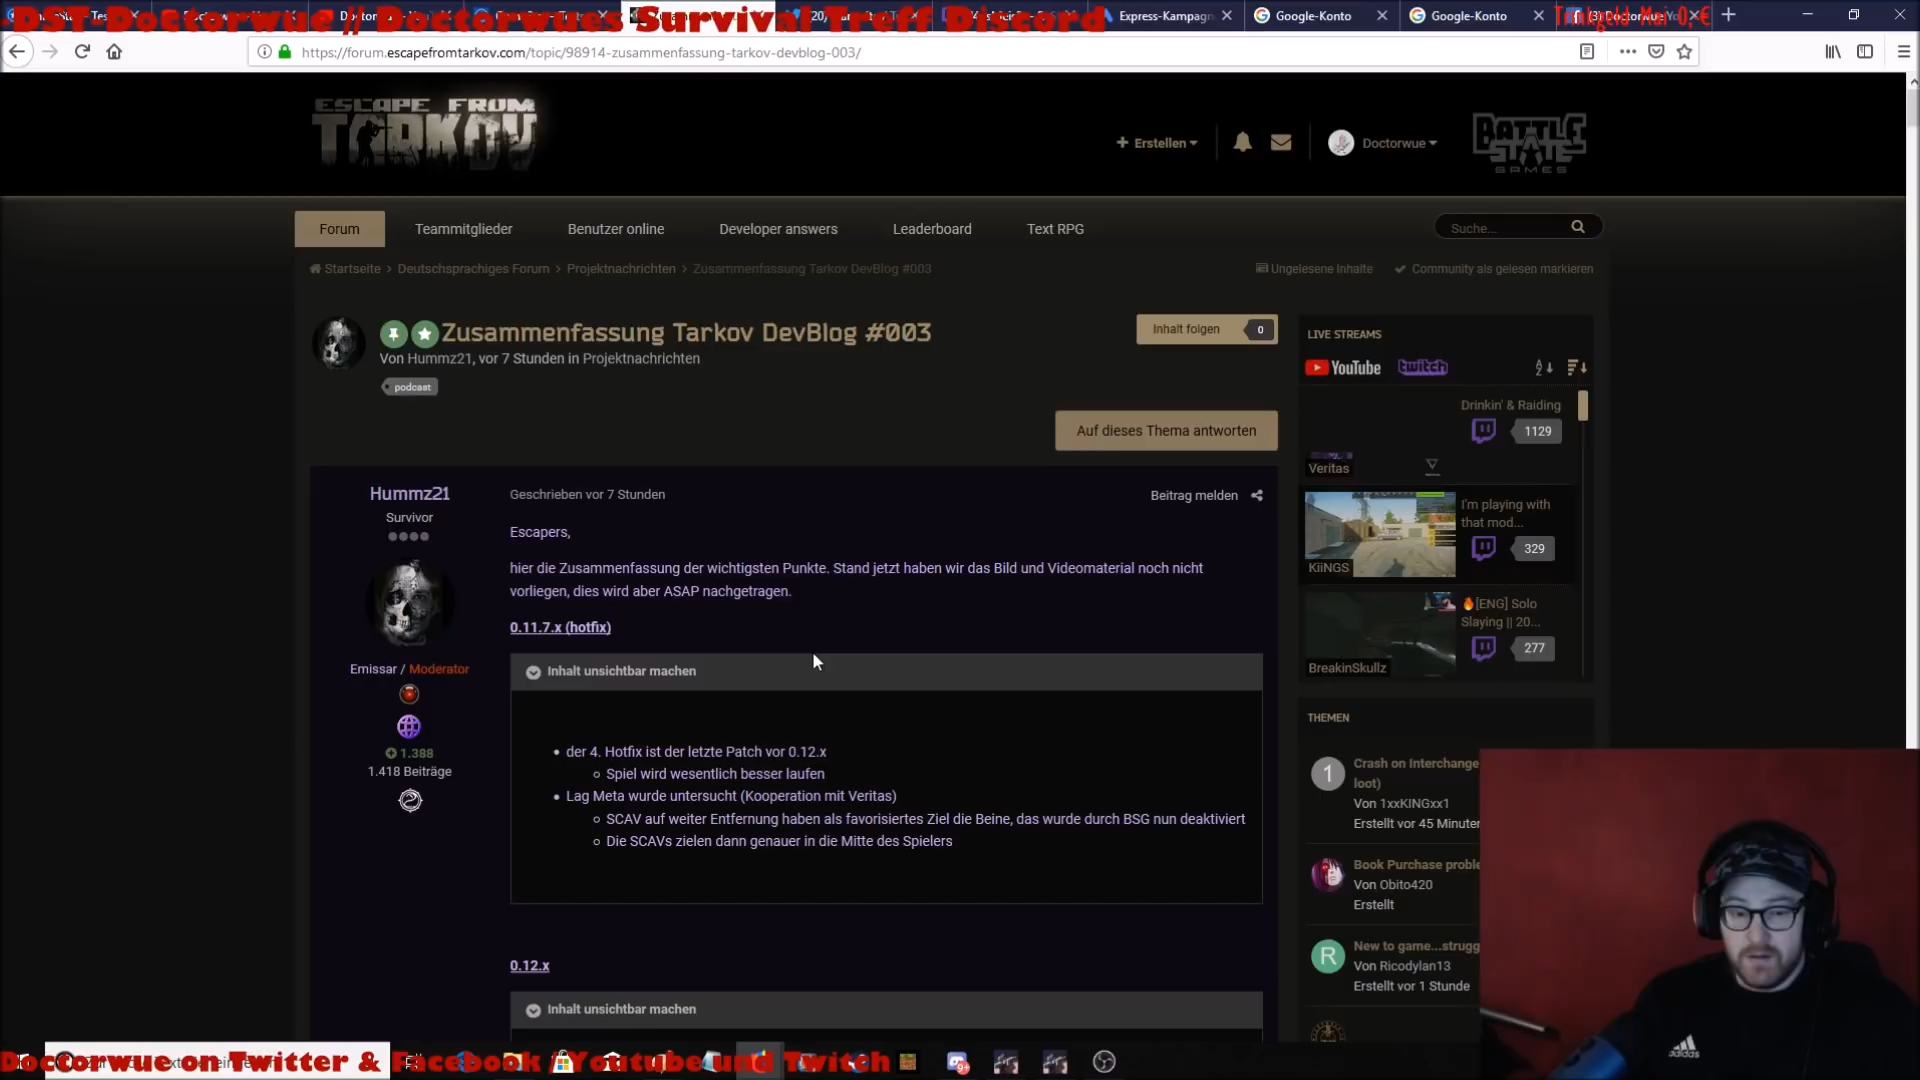 DST Doctorwue // Doctorwues Survival Treff Discord
Express-Kampagn
Google-Konto
Google-Konto
Trinkgeld Mai 0,€
https://forum.escapefromtarkov.com/topic/98914-zusammenfassung-tarkov-devblog-003/
ESCAPE FROM TARKOV
Erstellen
Doctorwue
BATTLE STATE GAMES
Forum
Teammitglieder
Benutzer online
Developer answers
Leaderboard
Text RPG
Suche...
Startseite > Deutschsprachiges Forum > Projektnachrichten > Zusammenfassung Tarkov DevBlog #003
Ungelesene Inhalte
Community als gelesen markieren
Zusammenfassung Tarkov DevBlog #003
Von Hummz21, vor 7 Stunden in Projektnachrichten
podcast
Inhalt folgen 0
Auf dieses Thema antworten
Hummz21
Survivor
Emissar / Moderator
1.388
1.418 Beiträge
Geschrieben vor 7 Stunden
Beitrag melden
Escapers,
hier die Zusammenfassung der wichtigsten Punkte. Stand jetzt haben wir das Bild und Videomaterial noch nicht
vorliegen, dies wird aber ASAP nachgetragen.
0.11.7.x (hotfix)
Inhalt unsichtbar machen
• der 4. Hotfix ist der letzte Patch vor 0.12.x
Spiel wird wesentlich besser laufen
• Lag Meta wurde untersucht (Kooperation mit Veritas)
SCAV auf weiter Entfernung haben als favorisiertes Ziel die Beine, das wurde durch BSG nun deaktiviert
Die SCAVs zielen dann genauer in die Mitte des Spielers
0.12.x
Inhalt unsichtbar machen
LIVE STREAMS
YouTube
twitch
Drinkin' & Raiding
1129
Veritas
I'm playing with
that mod...
329
KiiNGS
[ENG] Solo
Slaying || 20...
277
BreakinSkullz
THEMEN
1
Crash on Interchange
loot)
Von 1xxKINGxx1
Erstellt vor 45 Minuten
Book Purchase proble
Von Obito420
Erstellt
R
New to game...strugg
Von Ricodylan13
Erstellt vor 1 Stunde
adidas
Doctorwue on Twitter & Facebook /Youtube und Twitch